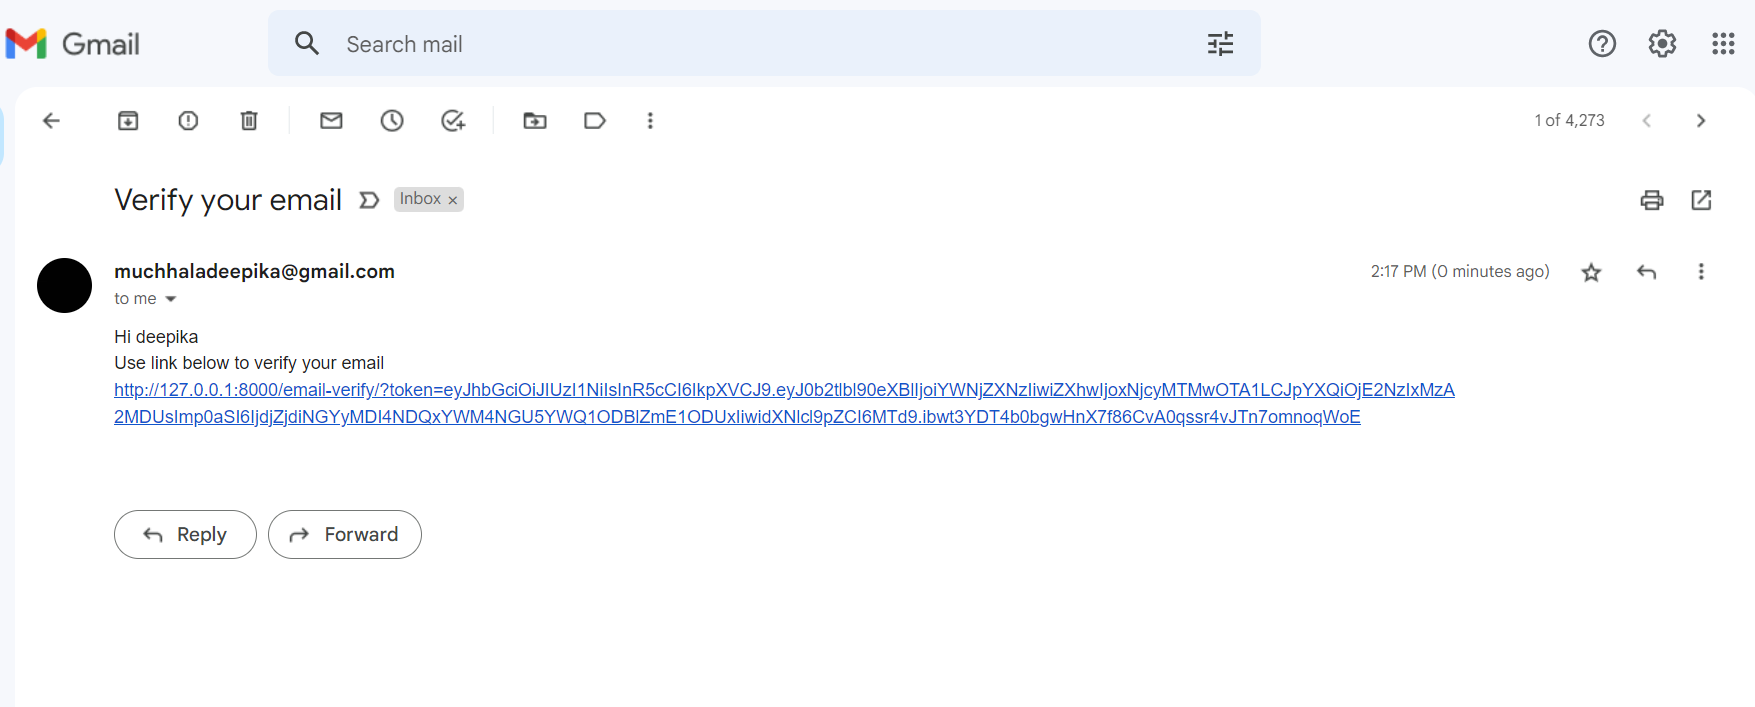 Gmail
Search mail
1 of 4,273
Verify your email
Inbox ×
muchhaladeepika@gmail.com
2:17 PM (0 minutes ago)
to me
Hi deepika
Use link below to verify your email
http://127.0.0.1:8000/email-verify/?token=eyJhbGciOiJIUzI1NiIsInR5cCI6IkpXVCJ9.eyJ0b2tlbl90eXBlIjoiYWNjZXNzIiwiZXhwIjoxNjcyMTMwOTA1LCJpYXQiOjE2NzIxMzA
2MDUsImp0aSI6IjdjZjdiNGYyMDI4NDQxYWM4NGU5YWQ1ODBlZmE1ODUxIiwidXNlcl9pZCI6MTd9.ibwt3YDT4b0bgwHnX7f86CvA0qssr4vJTn7omnoqWoE
Reply
Forward